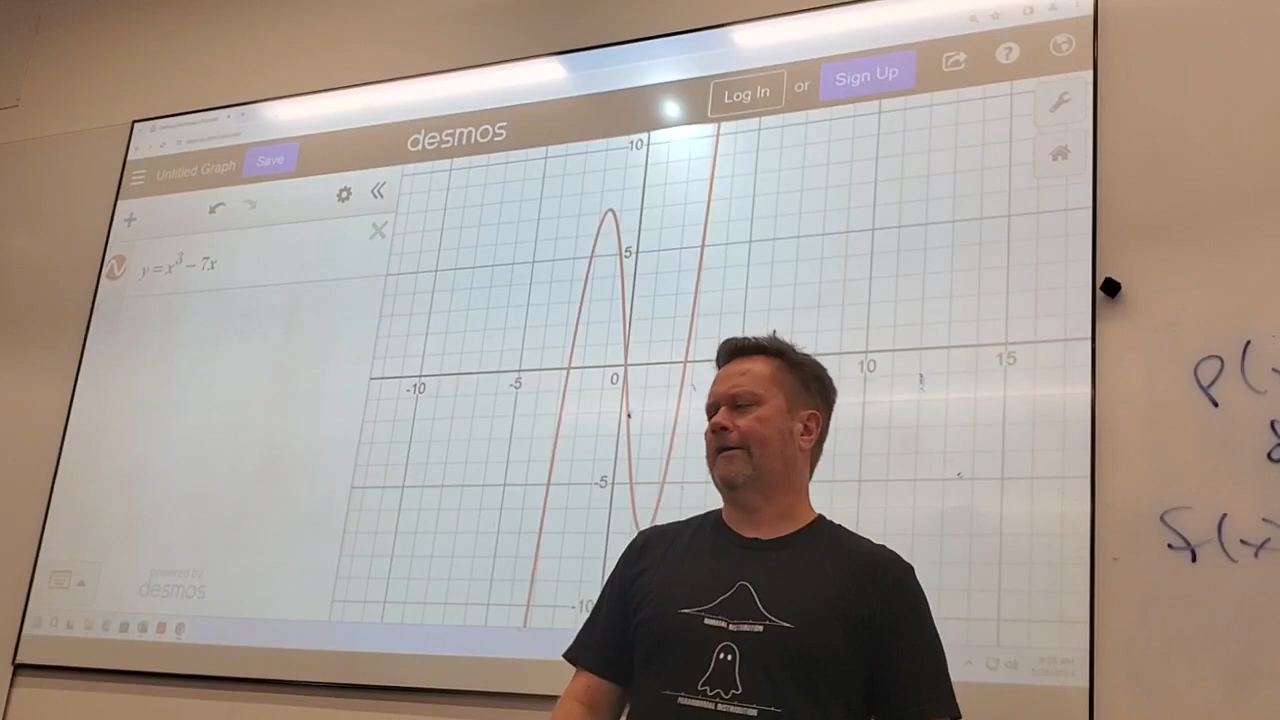 Log In or Sign Up
desmos
Untitled Graph Save
y = x³ − 7x
10
5
-10 -5 0 10 15
-5
-10
powered by
desmos
p(
f(x
NORMAL DISTRIBUTION
PARANORMAL DISTRIBUTION